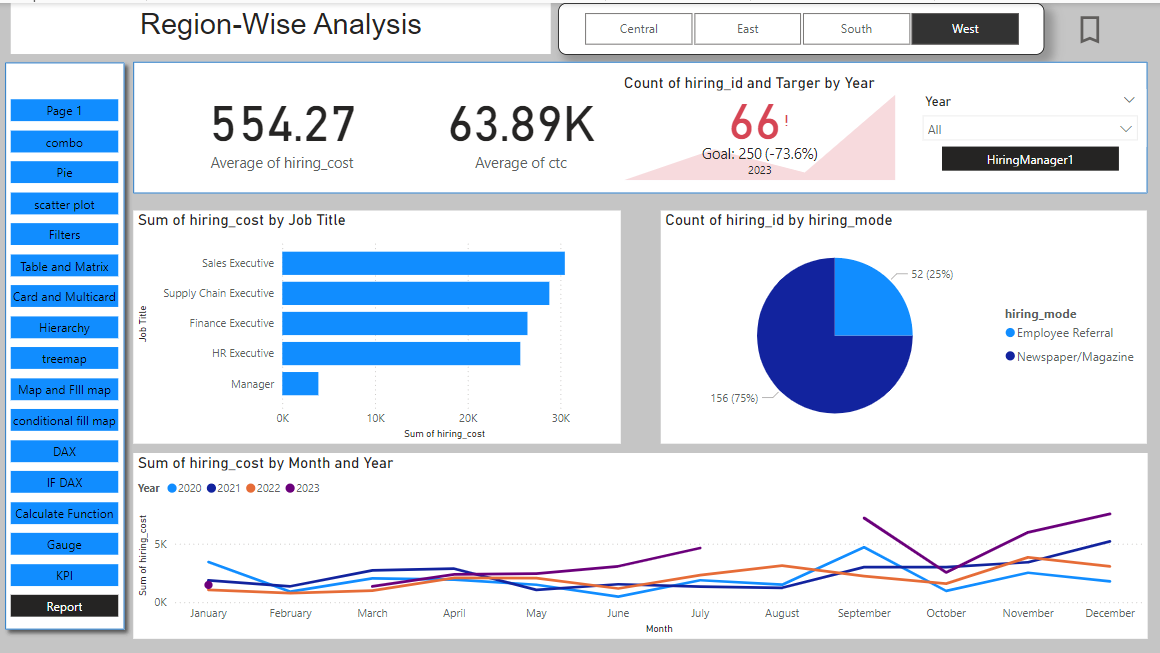 Region-Wise Analysis
Central
East
South
West
Page 1
combo
Pie
scatter plot
Filters
Table and Matrix
Card and Multicard
Hierarchy
treemap
Map and FIll map
conditional fill map
DAX
IF DAX
Calculate Function
Gauge
KPI
Report
554.27
Average of hiring_cost
63.89K
Average of ctc
Count of hiring_id and Targer by Year
66!
Goal: 250 (-73.6%)
2023
Year
All
HiringManager1
Sum of hiring_cost by Job Title
Job Title
Sales Executive
Supply Chain Executive
Finance Executive
HR Executive
Manager
0K 10K 20K 30K
Sum of hiring_cost
Count of hiring_id by hiring_mode
52 (25%)
156 (75%)
hiring_mode
Employee Referral
Newspaper/Magazine
Sum of hiring_cost by Month and Year
Year 2020 2021 2022 2023
Sum of hiring_cost
5K
0K
January February March April May June July August September October November December
Month